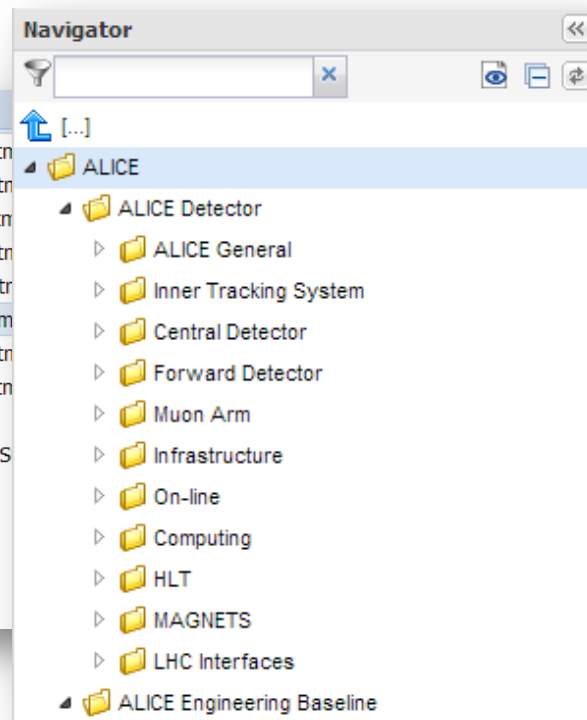 Navigator
[...]
ALICE
ALICE Detector
ALICE General
Inner Tracking System
Central Detector
Forward Detector
Muon Arm
Infrastructure
On-line
Computing
HLT
MAGNETS
LHC Interfaces
ALICE Engineering Baseline